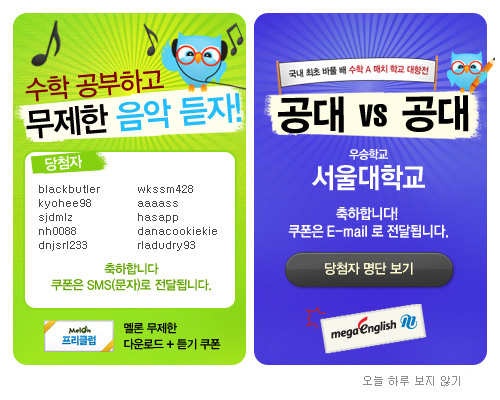 수학 공부하고
무제한 음악 듣자!
당첨자
blackbutler wkssm428
kyohee98 aaaass
sjdmlz hasapp
nh0088 danacookiekie
dnjsrl233 rladudry93
축하합니다
쿠폰은 SMS(문자)로 전달됩니다.
Melon
프리클럽
멜론 무제한
다운로드 + 듣기 쿠폰
국내 최초 바풀 배 수학 A 매치 학교 대항전
공대 vs 공대
우승학교
서울대학교
축하합니다!
쿠폰은 E-mail 로 전달됩니다.
당첨자 명단 보기
megaenglish
오늘 하루 보지 않기